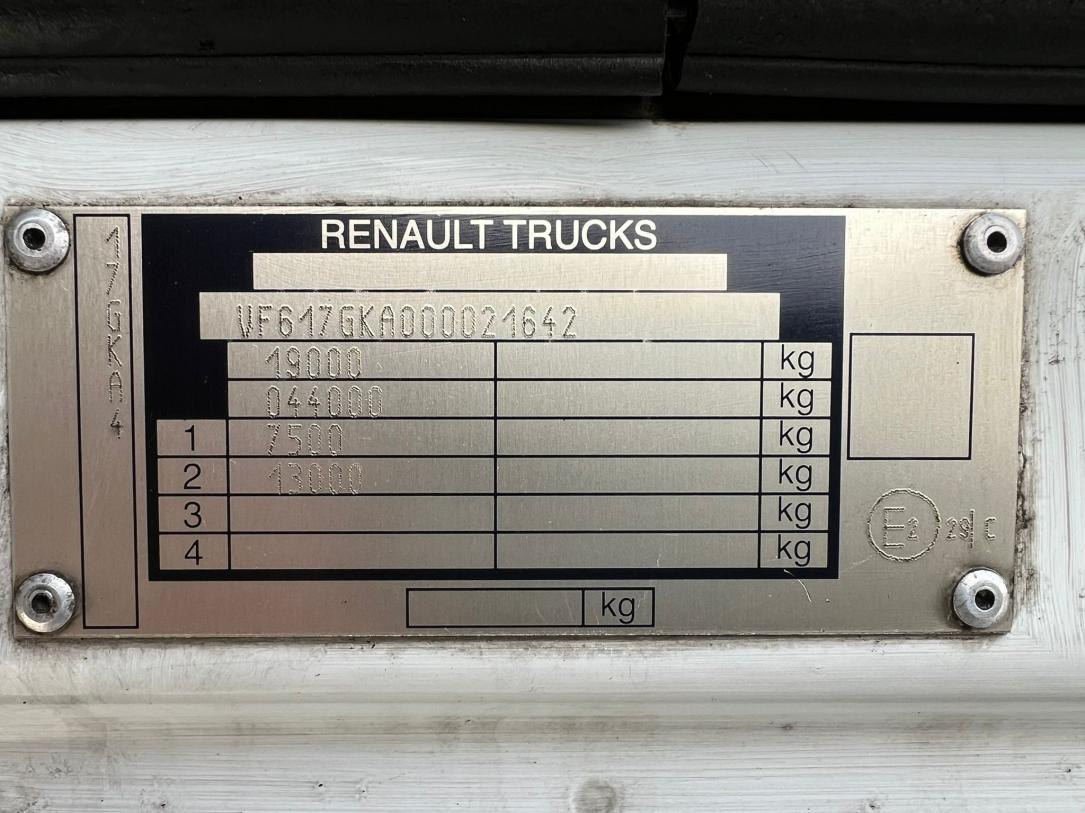 RENAULT TRUCKS
VF617GKA000021642
19000 kg
044000 kg
1 7500 kg
2 13000 kg
3 kg
4 kg
kg
17GKA4
E2